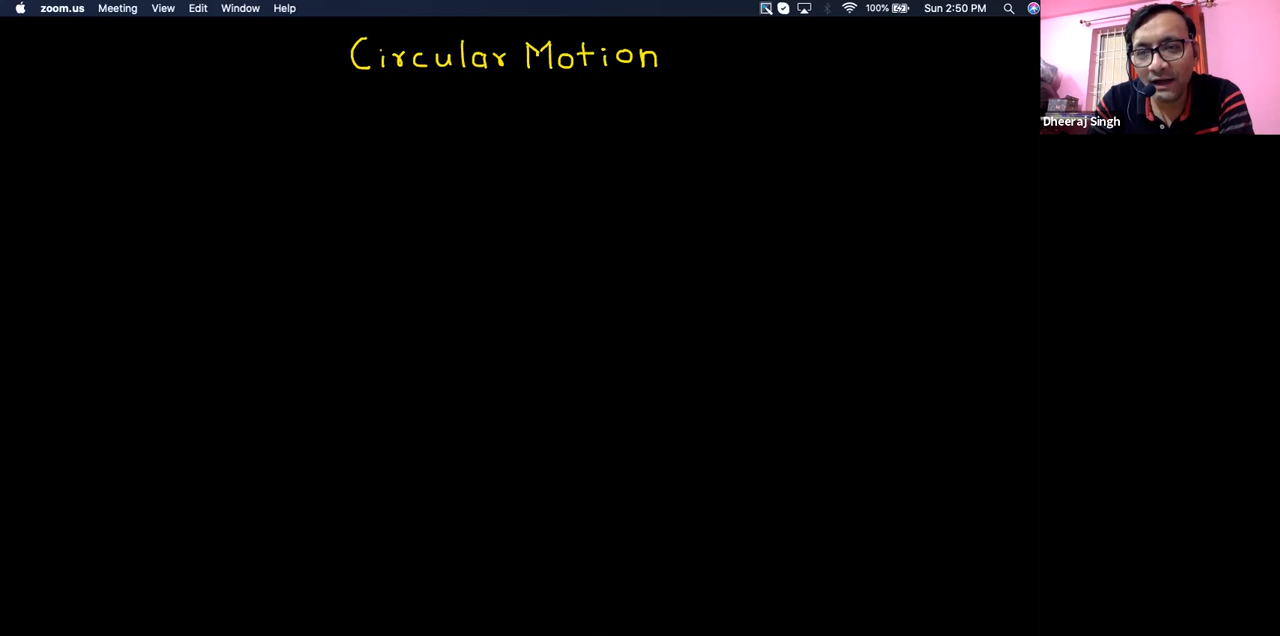 zoom.us Meeting View Edit Window Help 100% Sun 2:50 PM
Circular Motion
Dheeraj Singh